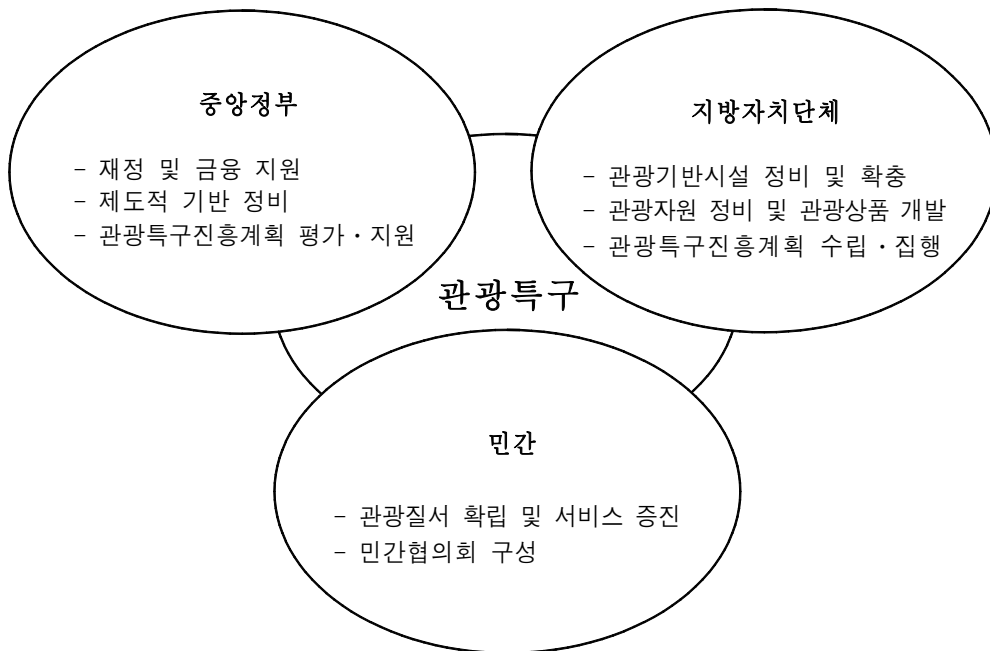 중앙정부
- 재정 및 금융 지원
- 제도적 기반 정비
- 관광특구진흥계획 평가·지원
지방자치단체
- 관광기반시설 정비 및 확충
- 관광자원 정비 및 관광상품 개발
- 관광특구진흥계획 수립·집행
관광특구
민간
- 관광질서 확립 및 서비스 증진
- 민간협의회 구성